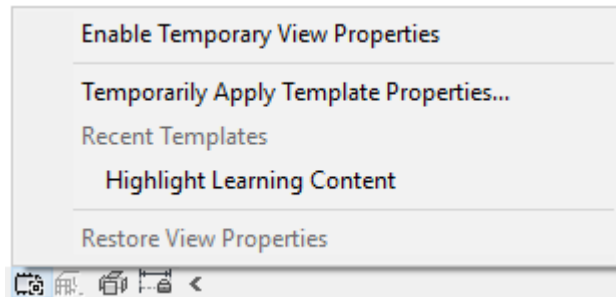 Enable Temporary View Properties
Temporarily Apply Template Properties...
Recent Templates
Highlight Learning Content
Restore View Properties